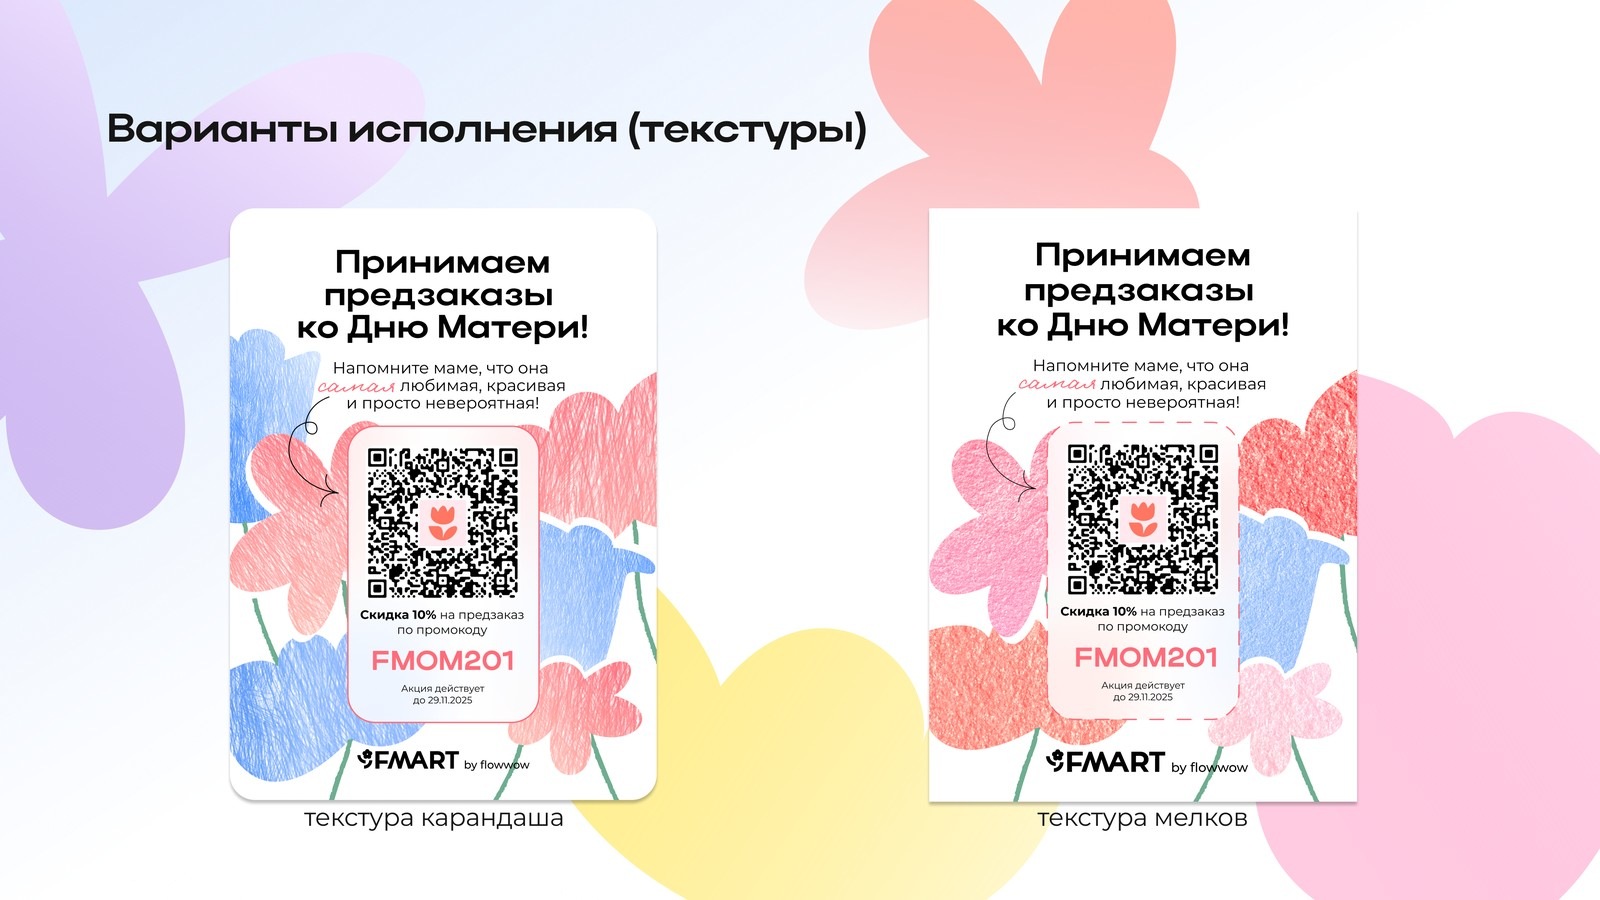 Варианты исполнения (текстуры)
Принимаем
предзаказы
ко Дню Матери!
Напомните маме, что она
самая любимая, красивая
и просто невероятная!
Скидка 10% на предзаказ
по промокоду
FMOM201
Акция действует
до 29.11.2025
FMART by flowwow
текстура карандаша
Принимаем
предзаказы
ко Дню Матери!
Напомните маме, что она
самая любимая, красивая
и просто невероятная!
Скидка 10% на предзаказ
по промокоду
FMOM201
Акция действует
до 29.11.2025
FMART by flowwow
текстура мелков